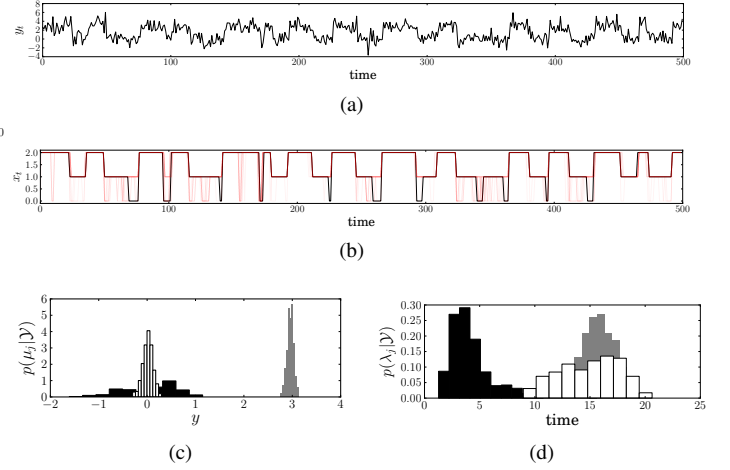 8
6
4
2
0
−2
−4
y_t
0 100 200 300 400 500
time
(a)
0
2.0
1.5
1.0
0.5
0.0
x_t
0 100 200 300 400 500
time
(b)
6
5
4
3
2
1
0
p(μ_j|𝒴)
−2 −1 0 1 2 3 4
y
0.30
0.25
0.20
0.15
0.10
0.05
0.00
p(λ_j|𝒴)
0 5 10 15 20 25
time
(c) (d)